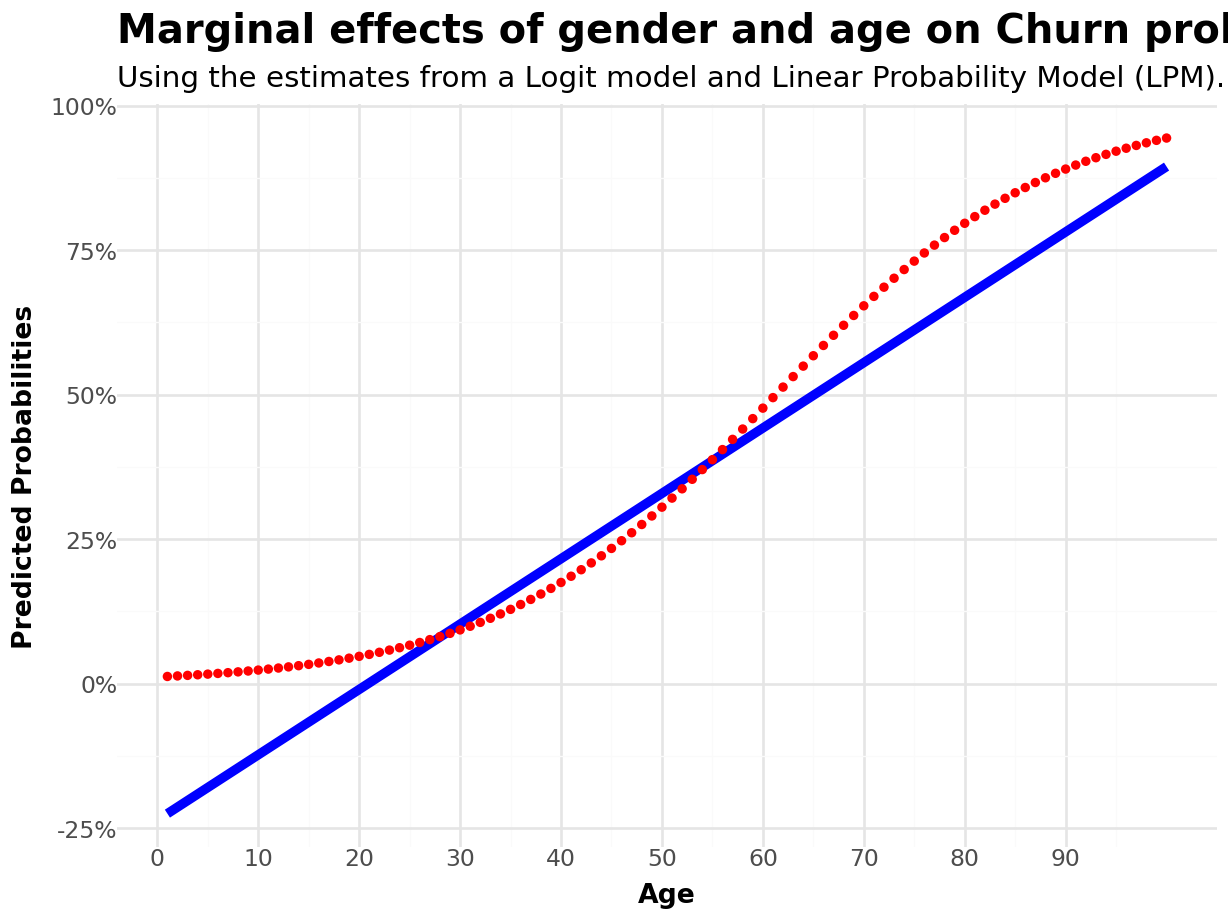 Marginal effects of gender and age on Churn
Using the estimates from a Logit model and Linear Probability Model (LPM).
100%
75%
50%
25%
0%
-25%
Predicted Probabilities
0 10 20 30 40 50 60 70 80 90
Age